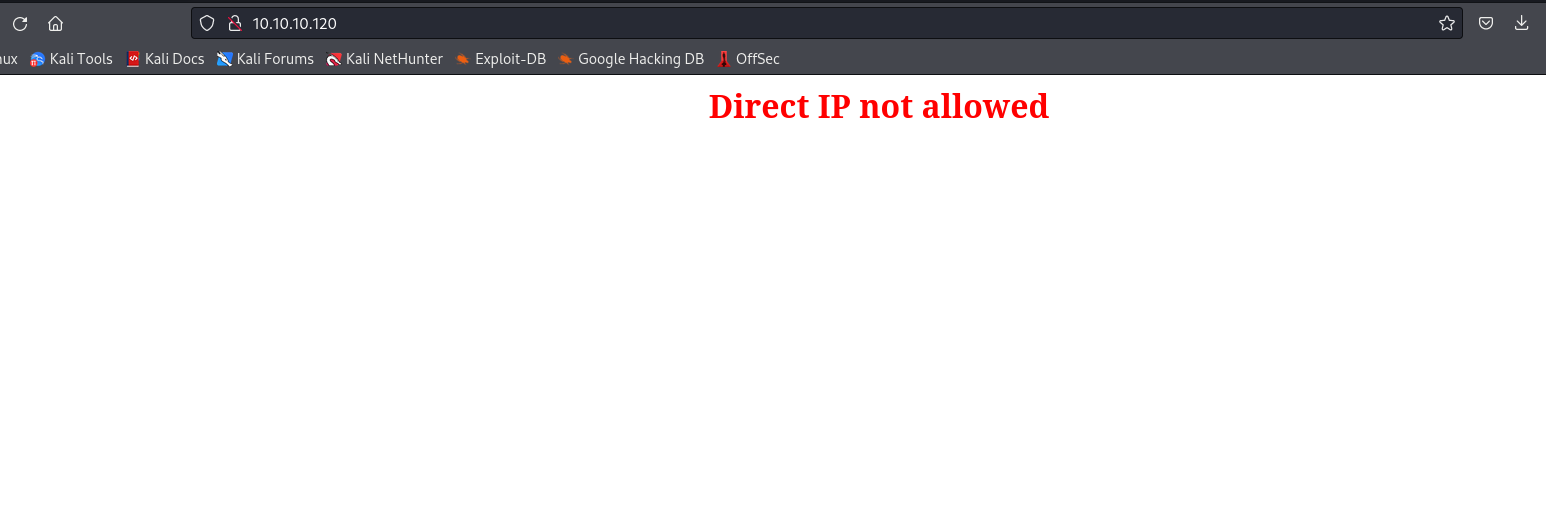 10.10.10.120
nux Kali Tools Kali Docs Kali Forums Kali NetHunter Exploit-DB Google Hacking DB OffSec
Direct IP not allowed